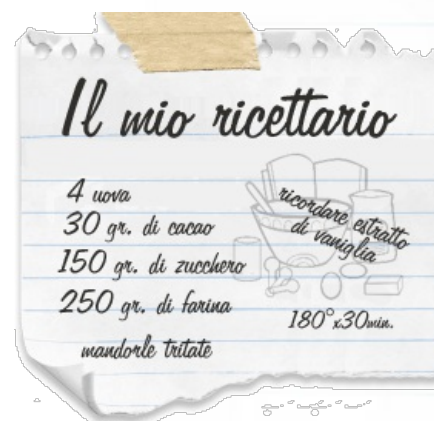 Il mio ricettario
4 uova
30 gr. di cacao
150 gr. di zucchero
250 gr. di farina
mandorle tritate
ricordare estratto
di vaniglia
180°x30min.